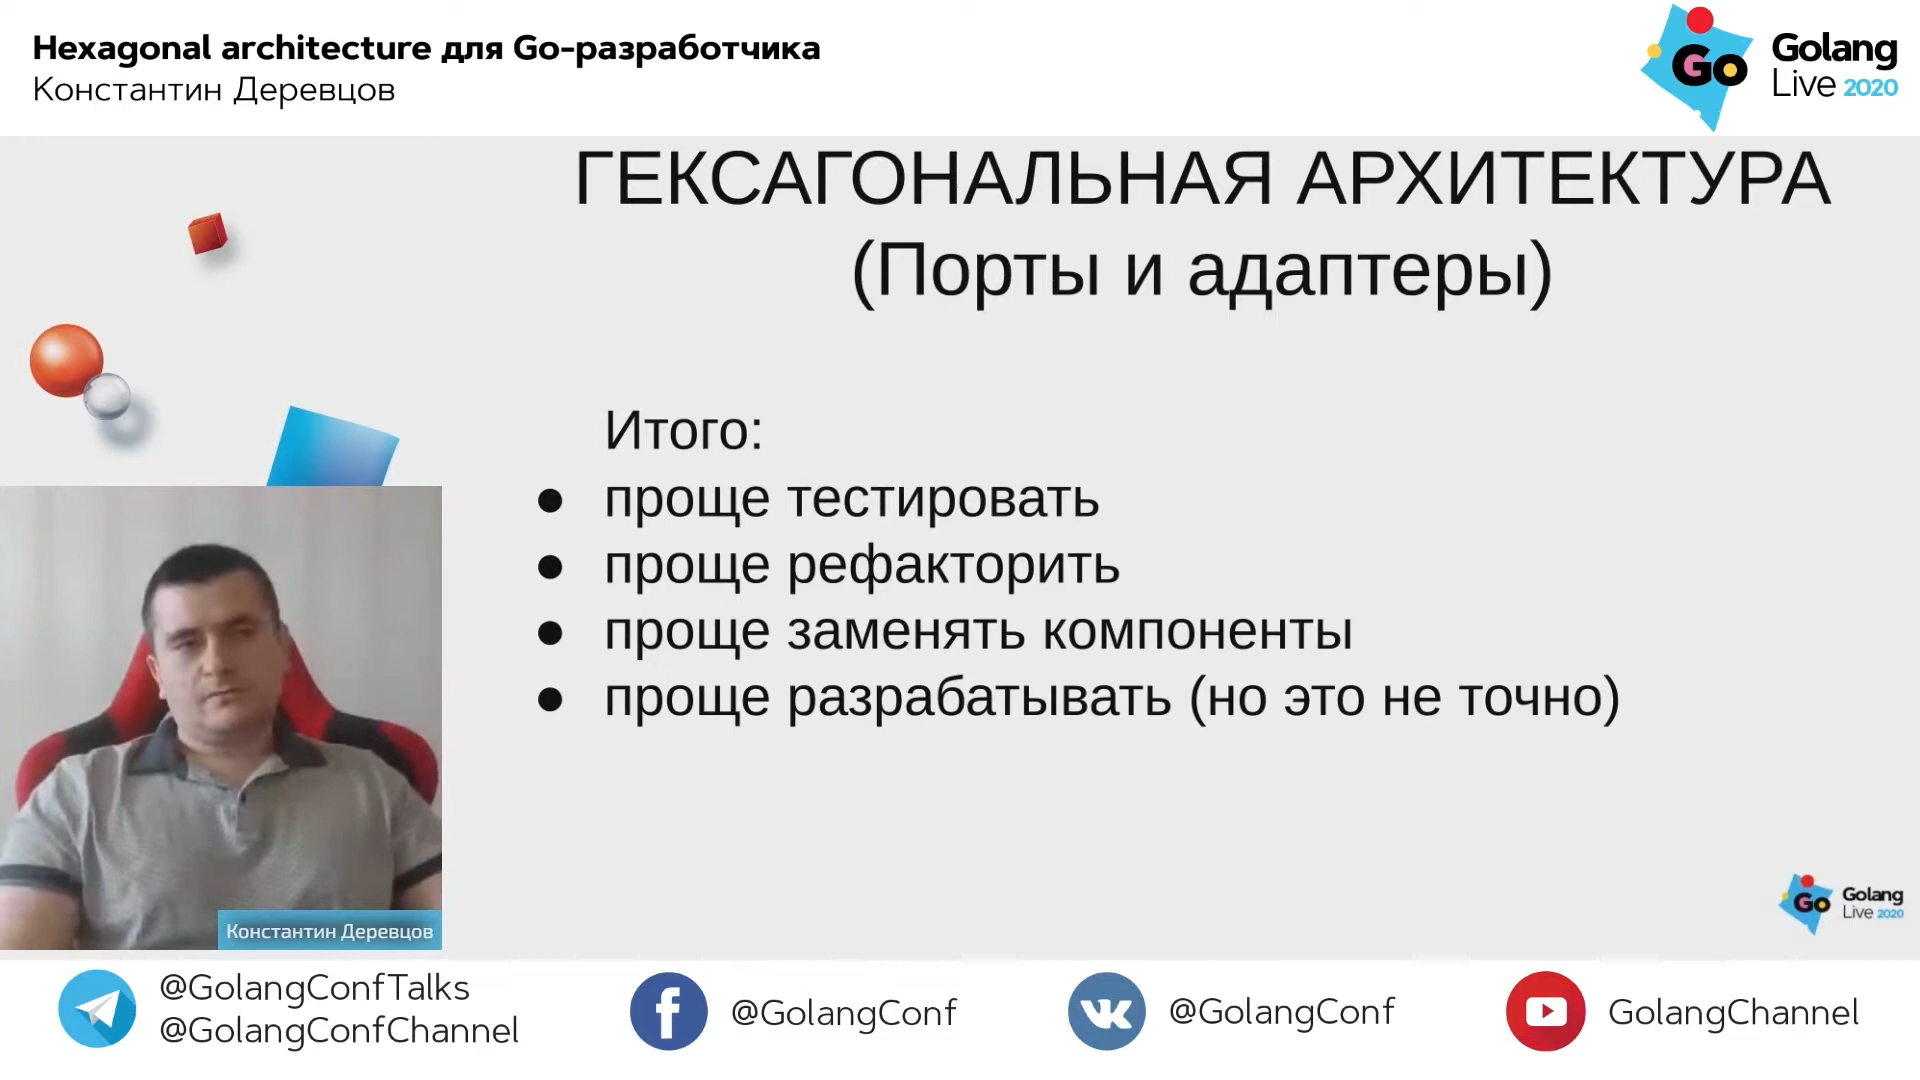 Hexagonal architecture для Go-разработчика
Константин Деревцов
Go
Golang
Live 2020
ГЕКСАГОНАЛЬНАЯ АРХИТЕКТУРА
(Порты и адаптеры)
Итого:
● проще тестировать
● проще рефакторить
● проще заменять компоненты
● проще разрабатывать (но это не точно)
Константин Деревцов
Go
Golang
Live 2020
@GolangConfTalks
@GolangConfChannel
@GolangConf
@GolangConf
GolangChannel